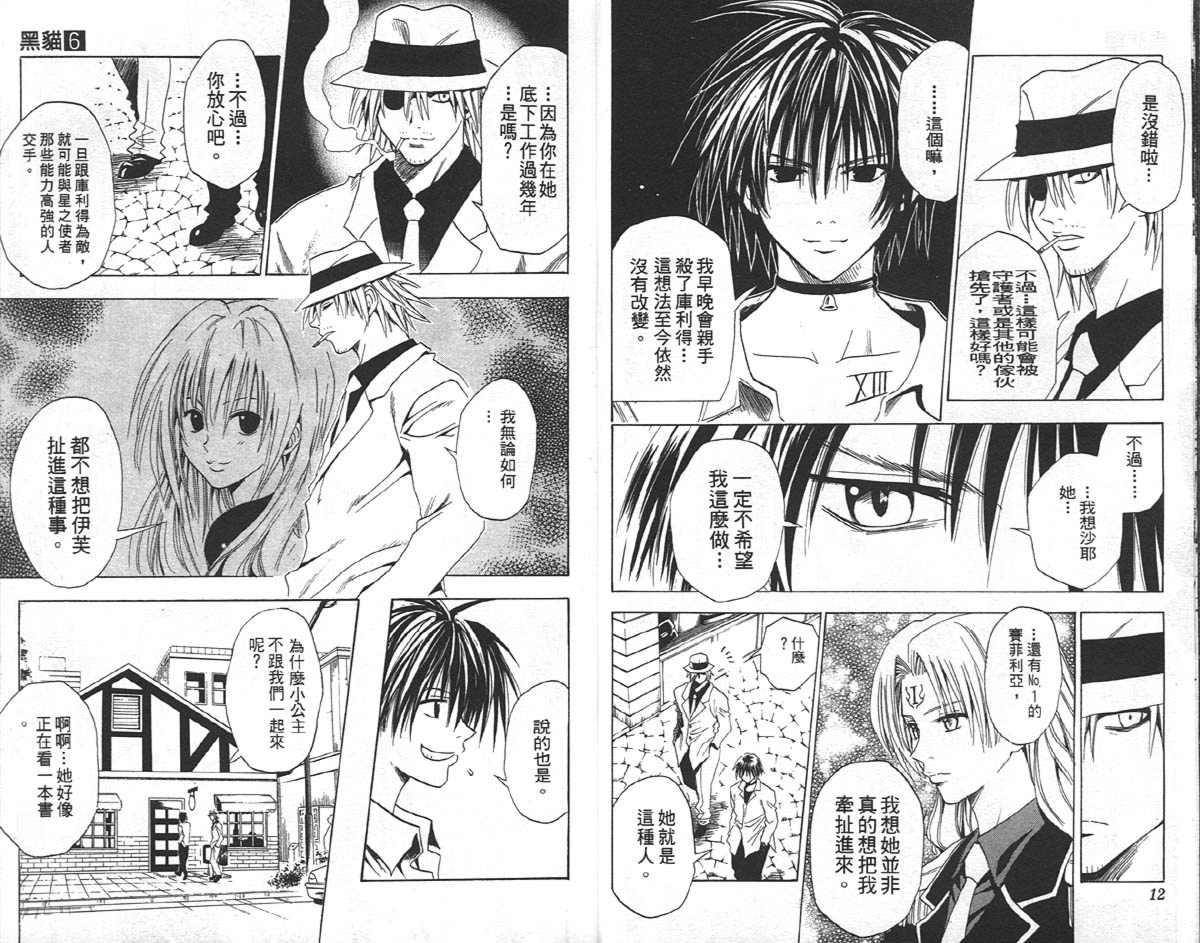 是沒錯啦…
不過…這樣可能會被
守護者或是其他的傢伙
搶先了，這樣好嗎？
………這個嘛，
我早晚會親手
殺了庫利得…
這想法至今依然
沒有改變。
不過………
…我想沙耶
她…
一定不希望
我這麼做…
…還有№1的
賽菲利亞，
我想她並非
真的想把我
牽扯進來。
什麼
？
她就是
這種人。
12
黑貓6
…因為你在她
底下工作過幾年
…是嗎？
…不過…
你放心吧。
一旦跟庫利得為敵，
就可能與星之使者
那些能力高強的人
交手。
我無論如何
…
都不想把伊芙
扯進這種事。
說的也是。
為什麼小公主
不跟我們一起來
呢？
啊啊…她好像
正在看一本書
。
XIII